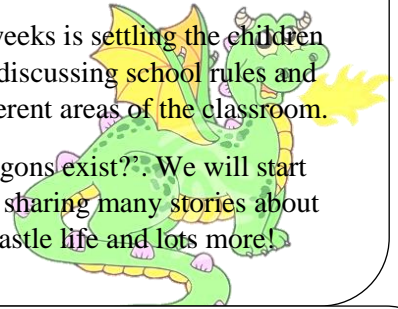 weeks is settling the children
discussing school rules and
erent areas of the classroom.
gons exist?’. We will start
sharing many stories about
astle life and lots more!